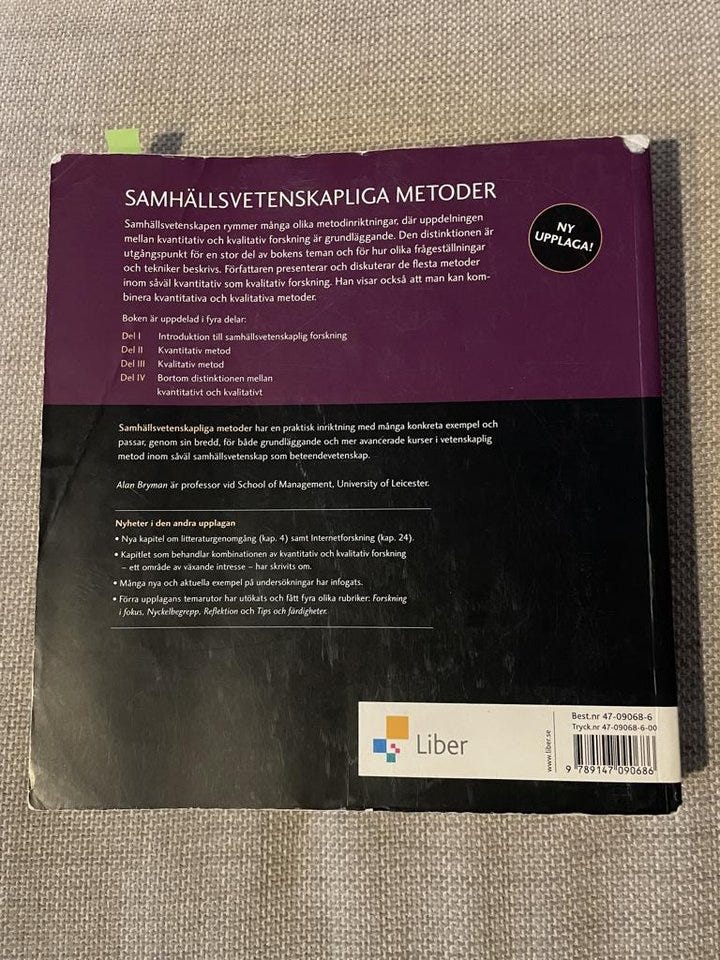 SAMHÄLLSVETENSKAPLIGA METODER
Samhällsvetenskapen rymmer många olika metodinriktningar, där uppdelningen
mellan kvantitativ och kvalitativ forskning är grundläggande. Den distinktionen är
utgångspunkt för en stor del av bokens teman och för hur olika frågeställningar
och tekniker beskrivs. Författaren presenterar och diskuterar de flesta metoder
inom såväl kvantitativ som kvalitativ forskning. Han visar också att man kan kom-
binera kvantitativa och kvalitativa metoder.
NY
UPPLAGA!
Boken är uppdelad i fyra delar:
Del I Introduktion till samhällsvetenskaplig forskning
Del II Kvantitativ metod
Del III Kvalitativ metod
Del IV Bortom distinktionen mellan
kvantitativt och kvalitativt
Samhällsvetenskapliga metoder har en praktisk inriktning med många konkreta exempel och
passar, genom sin bredd, för både grundläggande och mer avancerade kurser i vetenskaplig
metod inom såväl samhällsvetenskap som beteendevetenskap.
Alan Bryman är professor vid School of Management, University of Leicester.
Nyheter i den andra upplagan
• Nya kapitel om litteraturgenomgång (kap. 4) samt Internetforskning (kap. 24).
• Kapitlet som behandlar kombinationen av kvantitativ och kvalitativ forskning
– ett område av växande intresse – har skrivits om.
• Många nya och aktuella exempel på undersökningar har infogats.
• Förra upplagans temarutor har utökats och fått fyra olika rubriker: Forskning
i fokus, Nyckelbegrepp, Reflektion och Tips och färdigheter.
Liber
www.liber.se
Best.nr 47-09068-6
Tryck.nr 47-09068-6-00
9 789147 090686